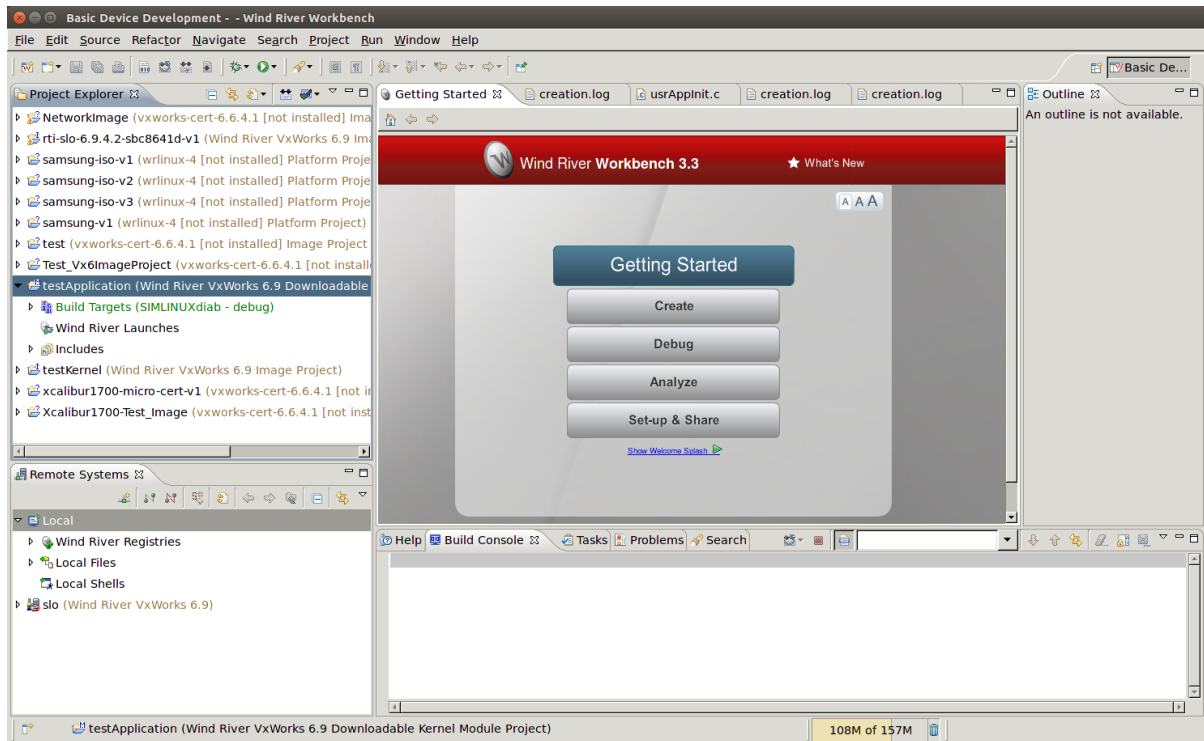 Basic Device Development - - Wind River Workbench
File Edit Source Refactor Navigate Search Project Run Window Help
Basic De...
Project Explorer
NetworkImage (vxworks-cert-6.6.4.1 [not installed] Ima
rti-slo-6.9.4.2-sbc8641d-v1 (Wind River VxWorks 6.9 Ima
samsung-iso-v1 (wrlinux-4 [not installed] Platform Proje
samsung-iso-v2 (wrlinux-4 [not installed] Platform Proje
samsung-iso-v3 (wrlinux-4 [not installed] Platform Proje
samsung-v1 (wrlinux-4 [not installed] Platform Project)
test (vxworks-cert-6.6.4.1 [not installed] Image Project
Test_Vx6ImageProject (vxworks-cert-6.6.4.1 [not install
testApplication (Wind River VxWorks 6.9 Downloadable
Build Targets (SIMLINUXdiab - debug)
Wind River Launches
Includes
testKernel (Wind River VxWorks 6.9 Image Project)
xcalibur1700-micro-cert-v1 (vxworks-cert-6.6.4.1 [not in
Xcalibur1700-Test_Image (vxworks-cert-6.6.4.1 [not inst
Getting Started creation.log usrAppInit.c creation.log creation.log
Wind River Workbench 3.3 What's New
A A A
Getting Started
Create
Debug
Analyze
Set-up & Share
Show Welcome Splash
Outline
An outline is not available.
Remote Systems
Local
Wind River Registries
Local Files
Local Shells
slo (Wind River VxWorks 6.9)
Help Build Console Tasks Problems Search
testApplication (Wind River VxWorks 6.9 Downloadable Kernel Module Project)
108M of 157M